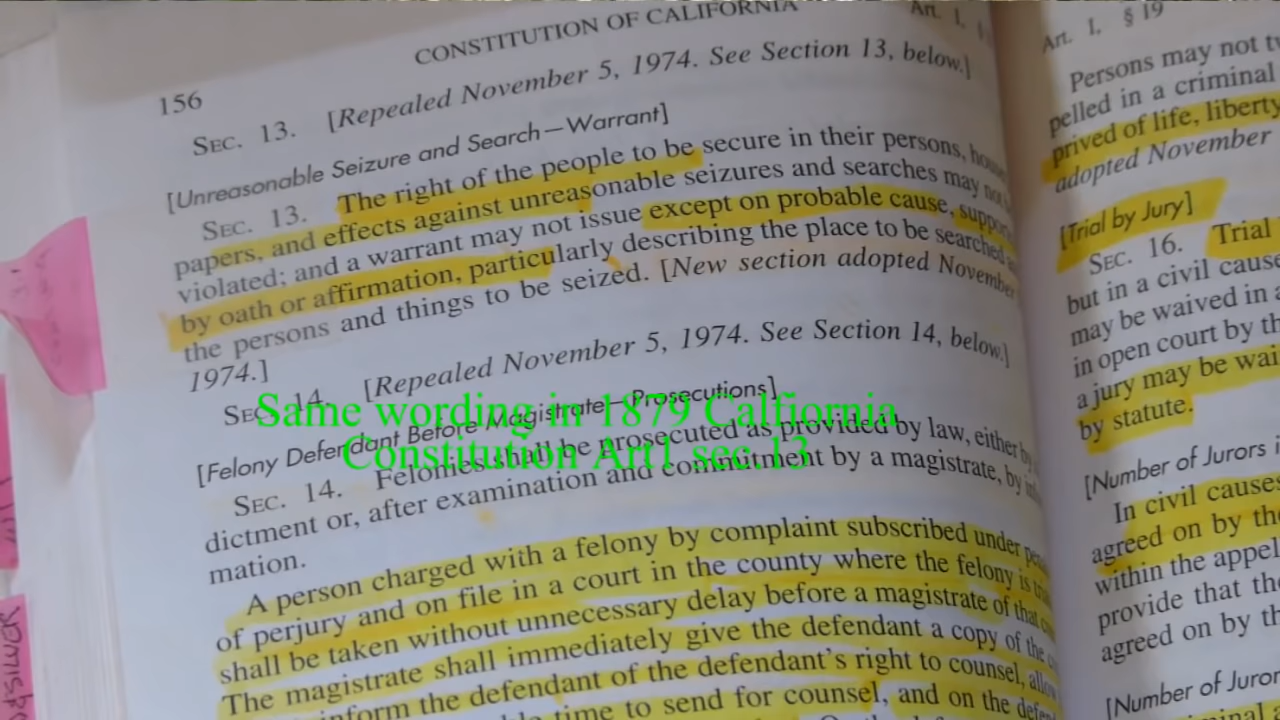 CONSTITUTION OF CALIFORNIA
Art. 1,
156
SEC. 13. [Repealed November 5, 1974. See Section 13, below.]
[Unreasonable Seizure and Search—Warrant]
SEC. 13. The right of the people to be secure in their persons,
papers, and effects against unreasonable seizures and searches may
violated; and a warrant may not issue except on probable cause,
by oath or affirmation, particularly describing the place to be searched
the persons and things to be seized. [New section adopted November
1974.]
SEC. 14. [Repealed November 5, 1974. See Section 14, below.]
[Felony Defendant Before Magistrate—Prosecutions]
SEC. 14. Felonies shall be prosecuted as provided by law, either
dictment or, after examination and commitment by a magistrate, by
mation.
A person charged with a felony by complaint subscribed under
of perjury and on file in a court in the county where the felony is
shall be taken without unnecessary delay before a magistrate of
The magistrate shall immediately give the defendant a copy of the
inform the defendant of the defendant's right to counsel,
time to send for counsel, and on the
Same wording in 1879 Calfiornia
Constitution Art1 sec.13
Art. 1, § 19
Persons may not
pelled in a criminal
prived of life, liberty
adopted November
[Trial by Jury]
SEC. 16. Trial
but in a civil cause
may be waived in
in open court by the
a jury may be
by statute.
[Number of Jurors
In civil causes
agreed on by the
within the
provide that the
agreed on by
[Number of